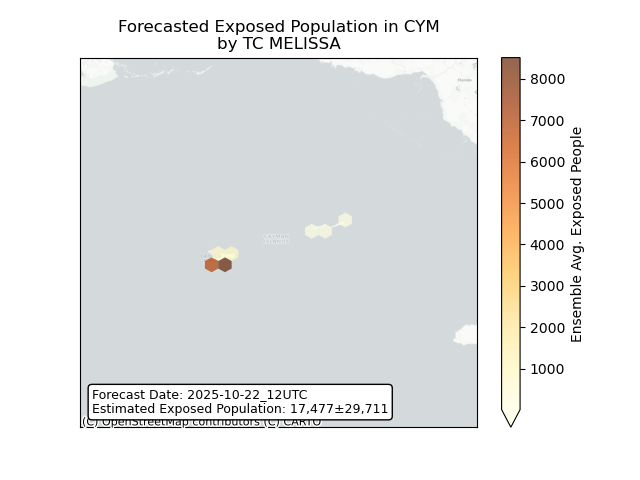 Forecasted Exposed Population in CYM
by TC MELISSA
8000
7000
6000
5000
4000
3000
2000
1000
Ensemble Avg. Exposed People
Forecast Date: 2025-10-22_12UTC
Estimated Exposed Population: 17,477±29,711
(C) OpenStreetMap contributors (C) CARTO